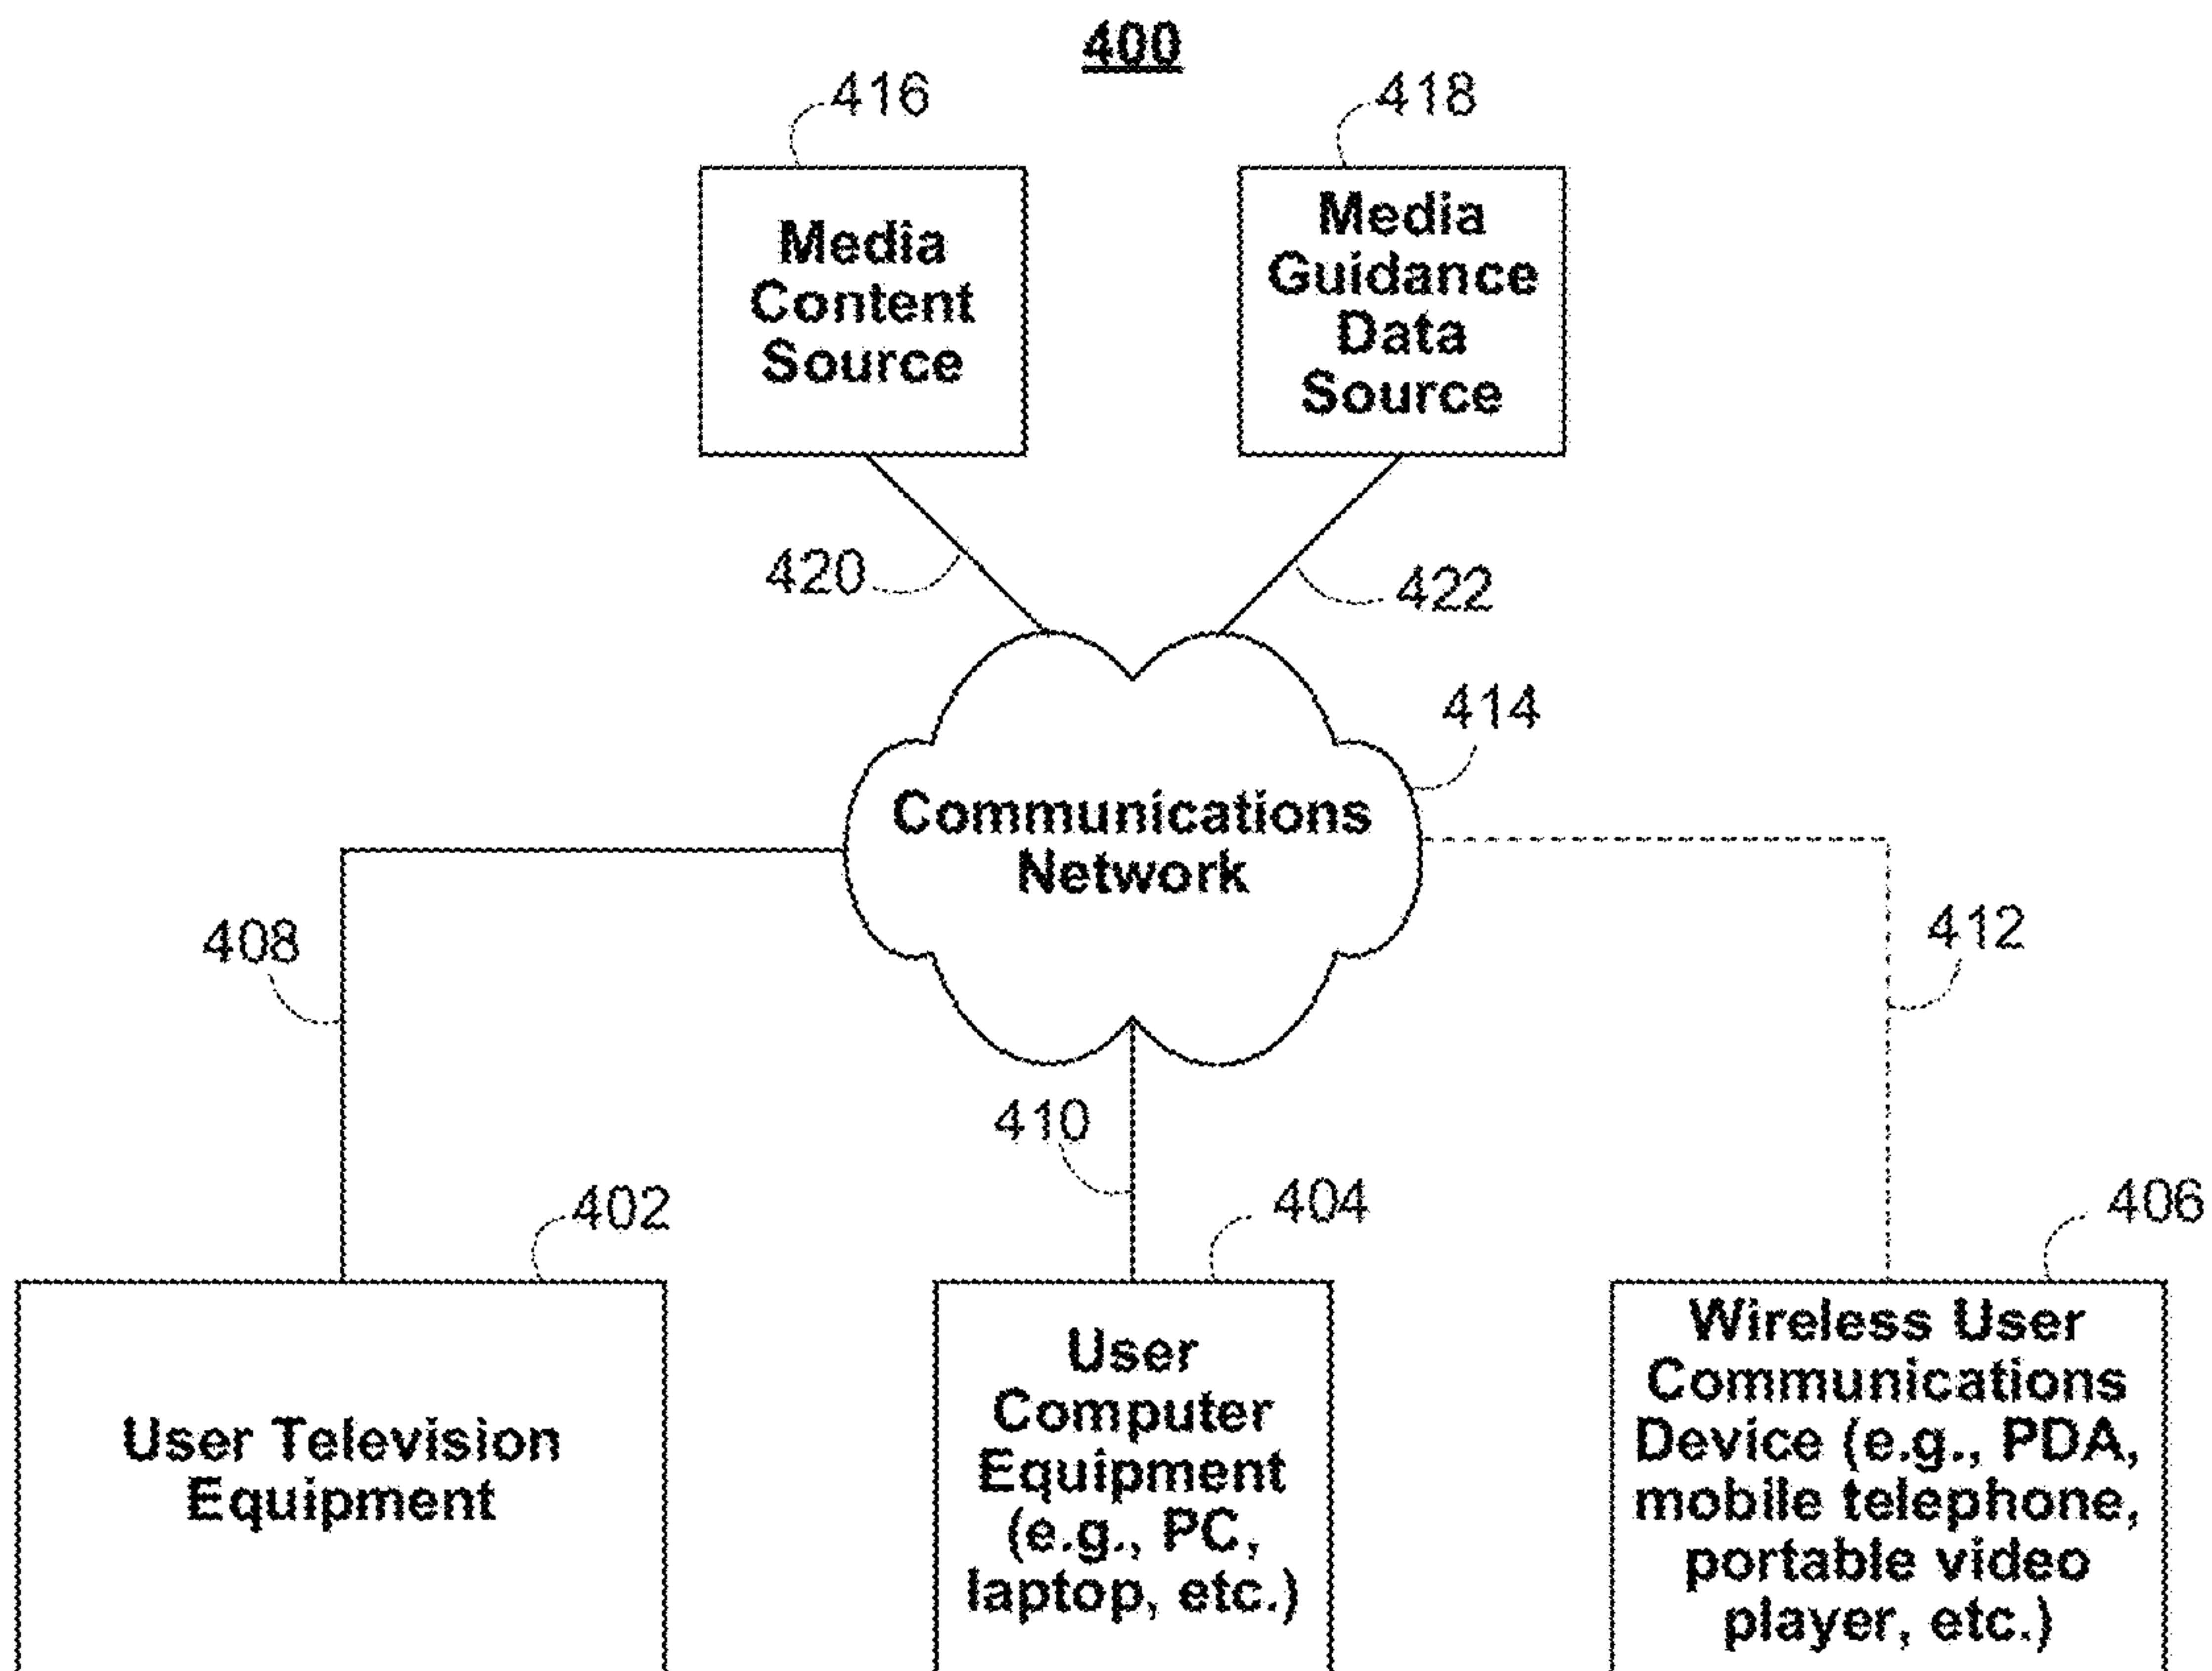 400
416
418
Media
Content
Source
Media
Guidance
Data
Source
420
422
414
Communications
Network
408
412
410
402
404
406
User Television
Equipment
User
Computer
Equipment
(e.g., PC,
laptop, etc.)
Wireless User
Communications
Device (e.g., PDA,
mobile telephone,
portable video
player, etc.)